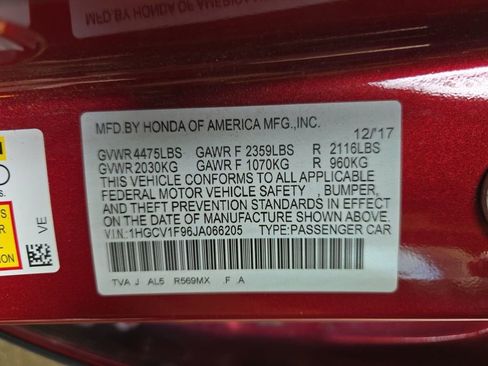 MFD.BY HONDA OF AMERICA MFG.,INC.
12/'17
GVWR 4475LBS GAWR F 2359LBS R 2116LBS
GVWR 2030KG GAWR F 1070KG R 960KG
THIS VEHICLE CONFORMS TO ALL APPLICABLE
FEDERAL MOTOR VEHICLE SAFETY , BUMPER,
AND THEFT PREVENTION STANDARDS IN EFFECT
ON THE DATE OF MANUFACTURE SHOWN ABOVE.
V.I.N.:1HGCV1F96JA066205 TYPE:PASSENGER CAR
TVA J AL5 R569MX .F .A
VE